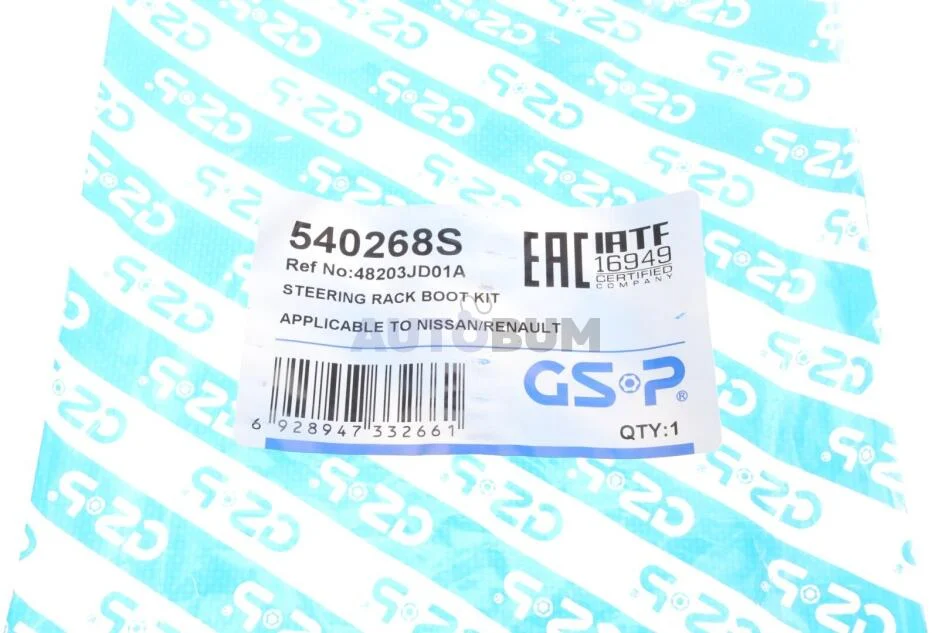 540268S
Ref No:48203JD01A
STEERING RACK BOOT KIT
APPLICABLE TO NISSAN/RENAULT
EAC
IATF
16949
CERTIFIED
COMPANY
AUTOBUM
6 928947 332661
GSP®
QTY:1